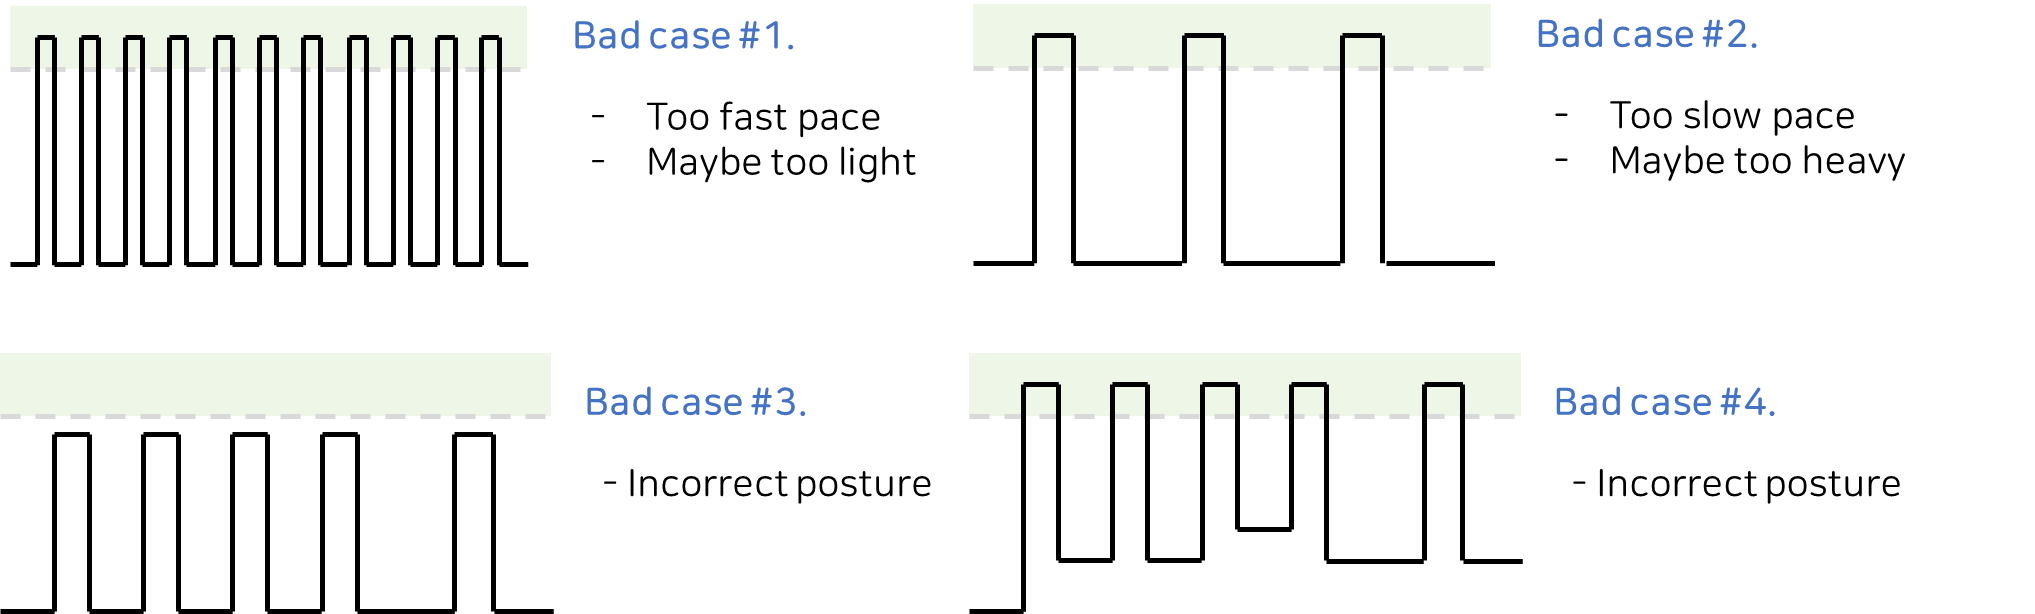 Bad case #1.
- Too fast pace
- Maybe too light
Bad case #2.
- Too slow pace
- Maybe too heavy
Bad case #3.
- Incorrect posture
Bad case #4.
- Incorrect posture